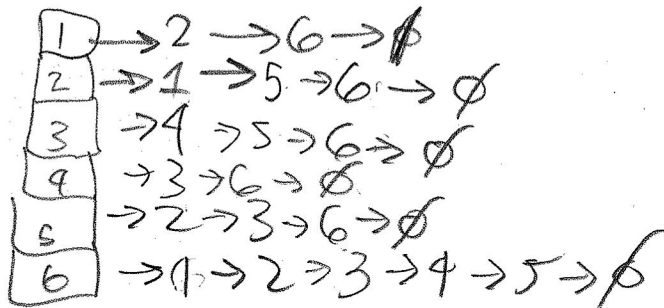 1 → 2 → 6 → ∅
2 → 1 → 5 → 6 → ∅
3 → 4 → 5 → 6 → ∅
4 → 3 → 6 → ∅
5 → 2 → 3 → 6 → ∅
6 → 1 → 2 → 3 → 4 → 5 → ∅